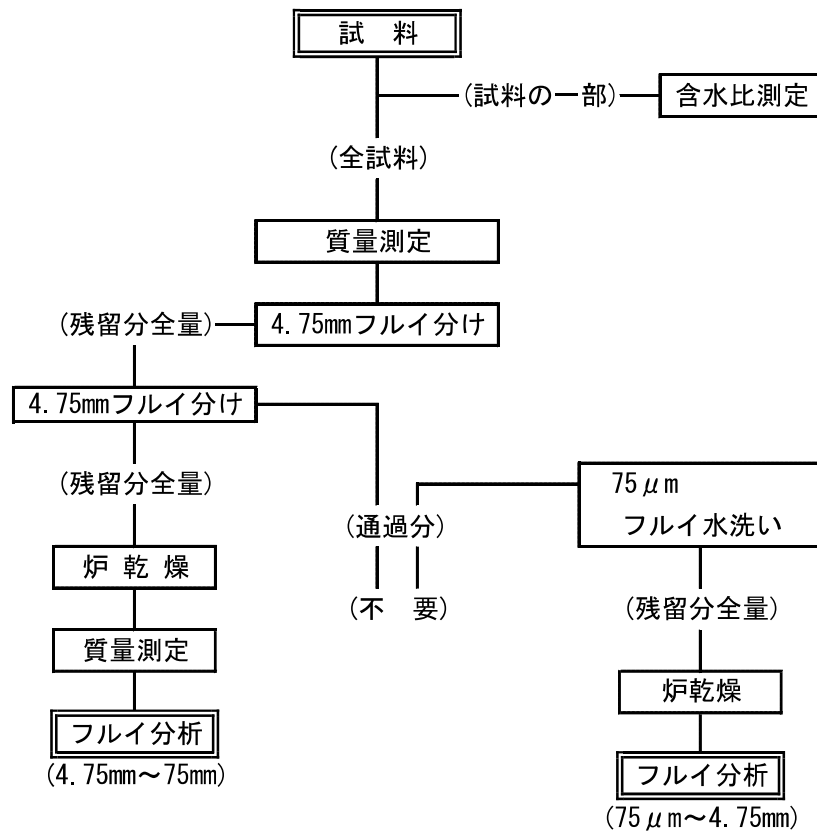 試 料
(試料の一部)
含水比測定
(全試料)
質量測定
4.75mmフルイ分け
(残留分全量)
4.75mmフルイ分け
(残留分全量)
75μm
フルイ水洗い
(通過分)
炉 乾 燥
(不 要)
(残留分全量)
質量測定
炉乾燥
フルイ分析
(4.75mm～75mm)
フルイ分析
(75μm～4.75mm)